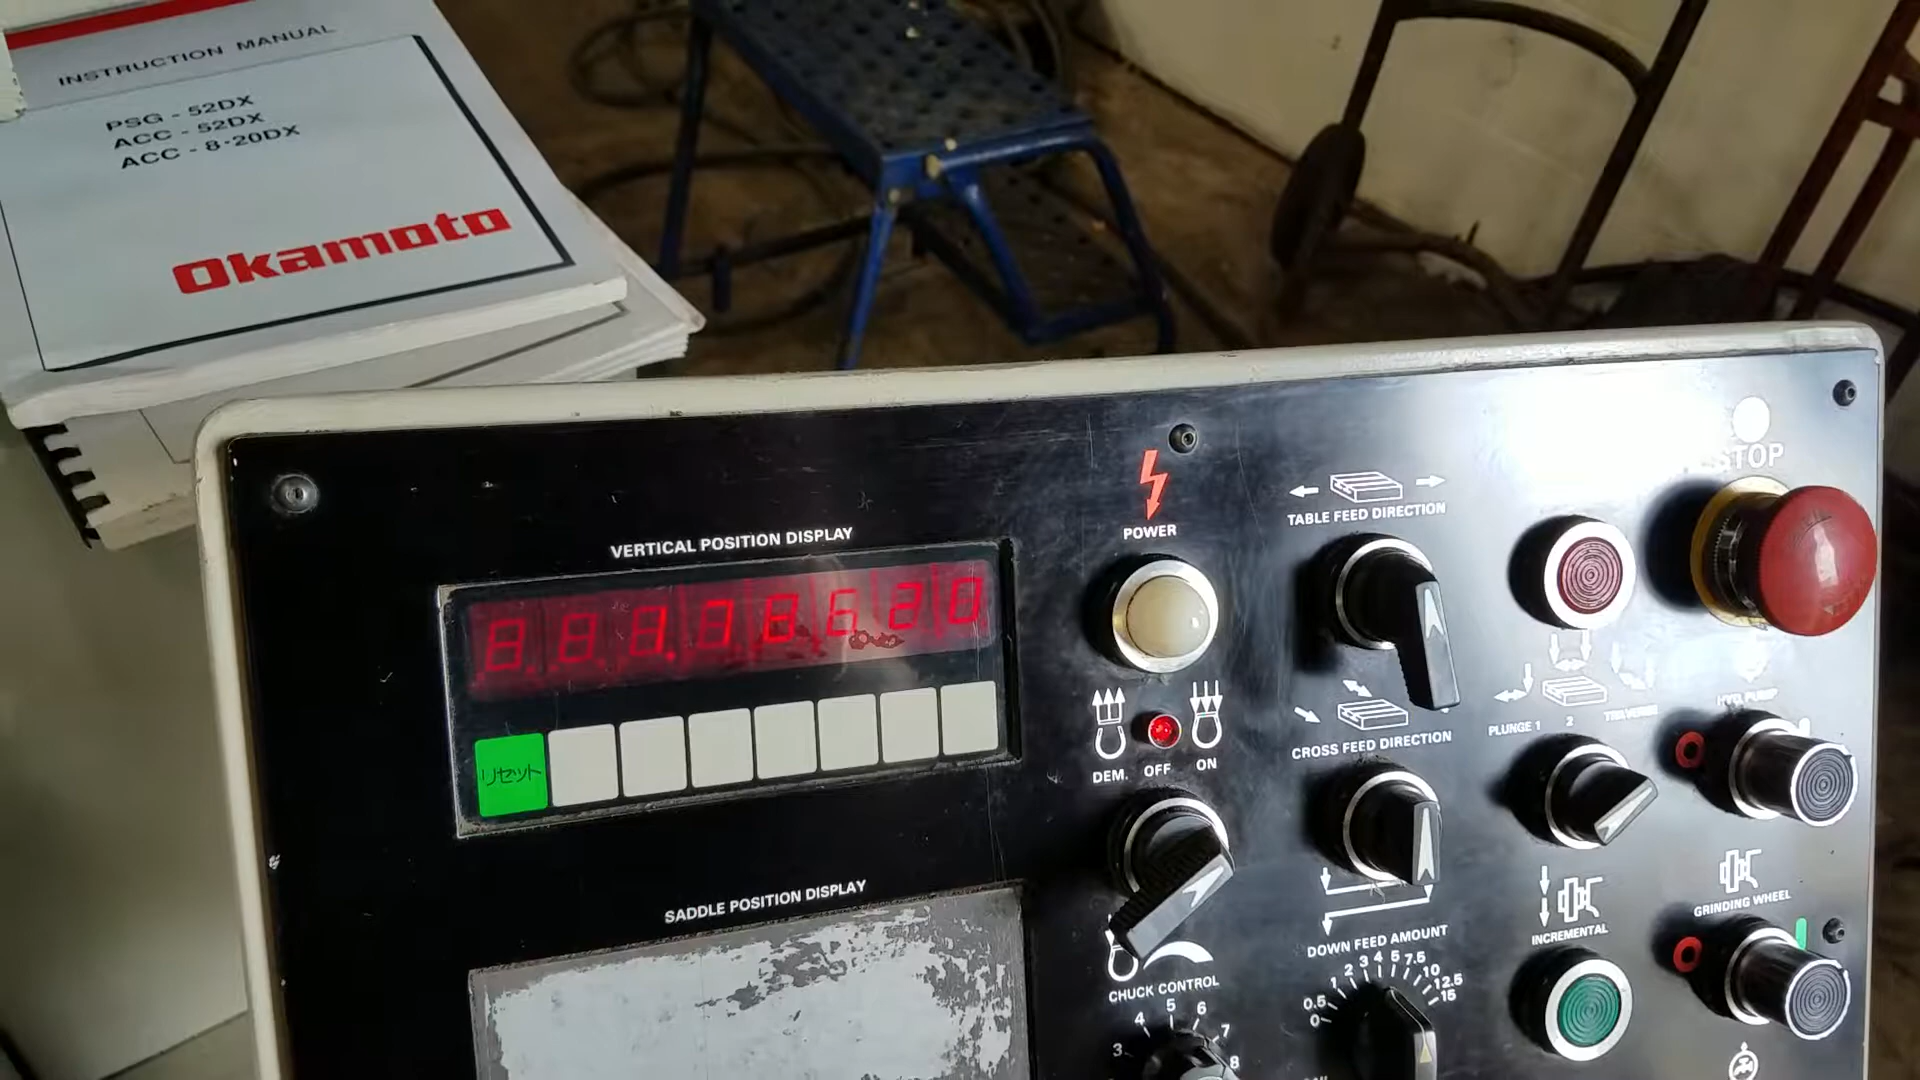 INSTRUCTION MANUAL
PSG - 52DX
ACC - 52DX
ACC - 8·20DX
Okamoto
VERTICAL POSITION DISPLAY
リセット
SADDLE POSITION DISPLAY
POWER
DEM. OFF ON
CHUCK CONTROL
3 4 5 6 7 8
TABLE FEED DIRECTION
CROSS FEED DIRECTION
DOWN FEED AMOUNT
0 0.5 1 2 3 4 5 7.5 10 12.5 15
STOP
PLUNGE 1 2 TRAVERSE
HYD. PUMP
INCREMENTAL
GRINDING WHEEL